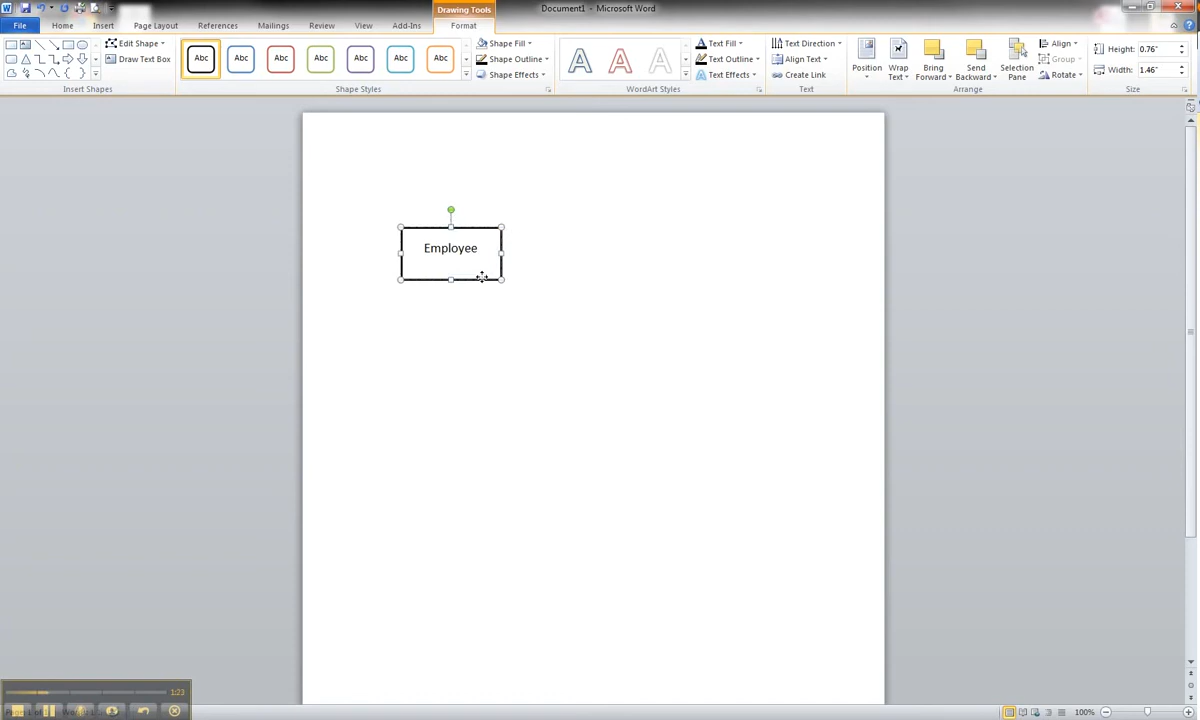 Drawing Tools
Document1 - Microsoft Word
File Home Insert Page Layout References Mailings Review View Add-Ins Format
Edit Shape
Draw Text Box
Insert Shapes
Abc Abc Abc Abc Abc Abc Abc
Shape Fill
Shape Outline
Shape Effects
Shape Styles
A A A
WordArt Styles
Text Fill
Text Outline
Text Effects
Text Direction
Align Text
Create Link
Text
Position
Wrap Text
Bring Forward
Send Backward
Selection Pane
Align
Group
Rotate
Arrange
Height: 0.76"
Width: 1.46"
Size
Employee
1:23
100%